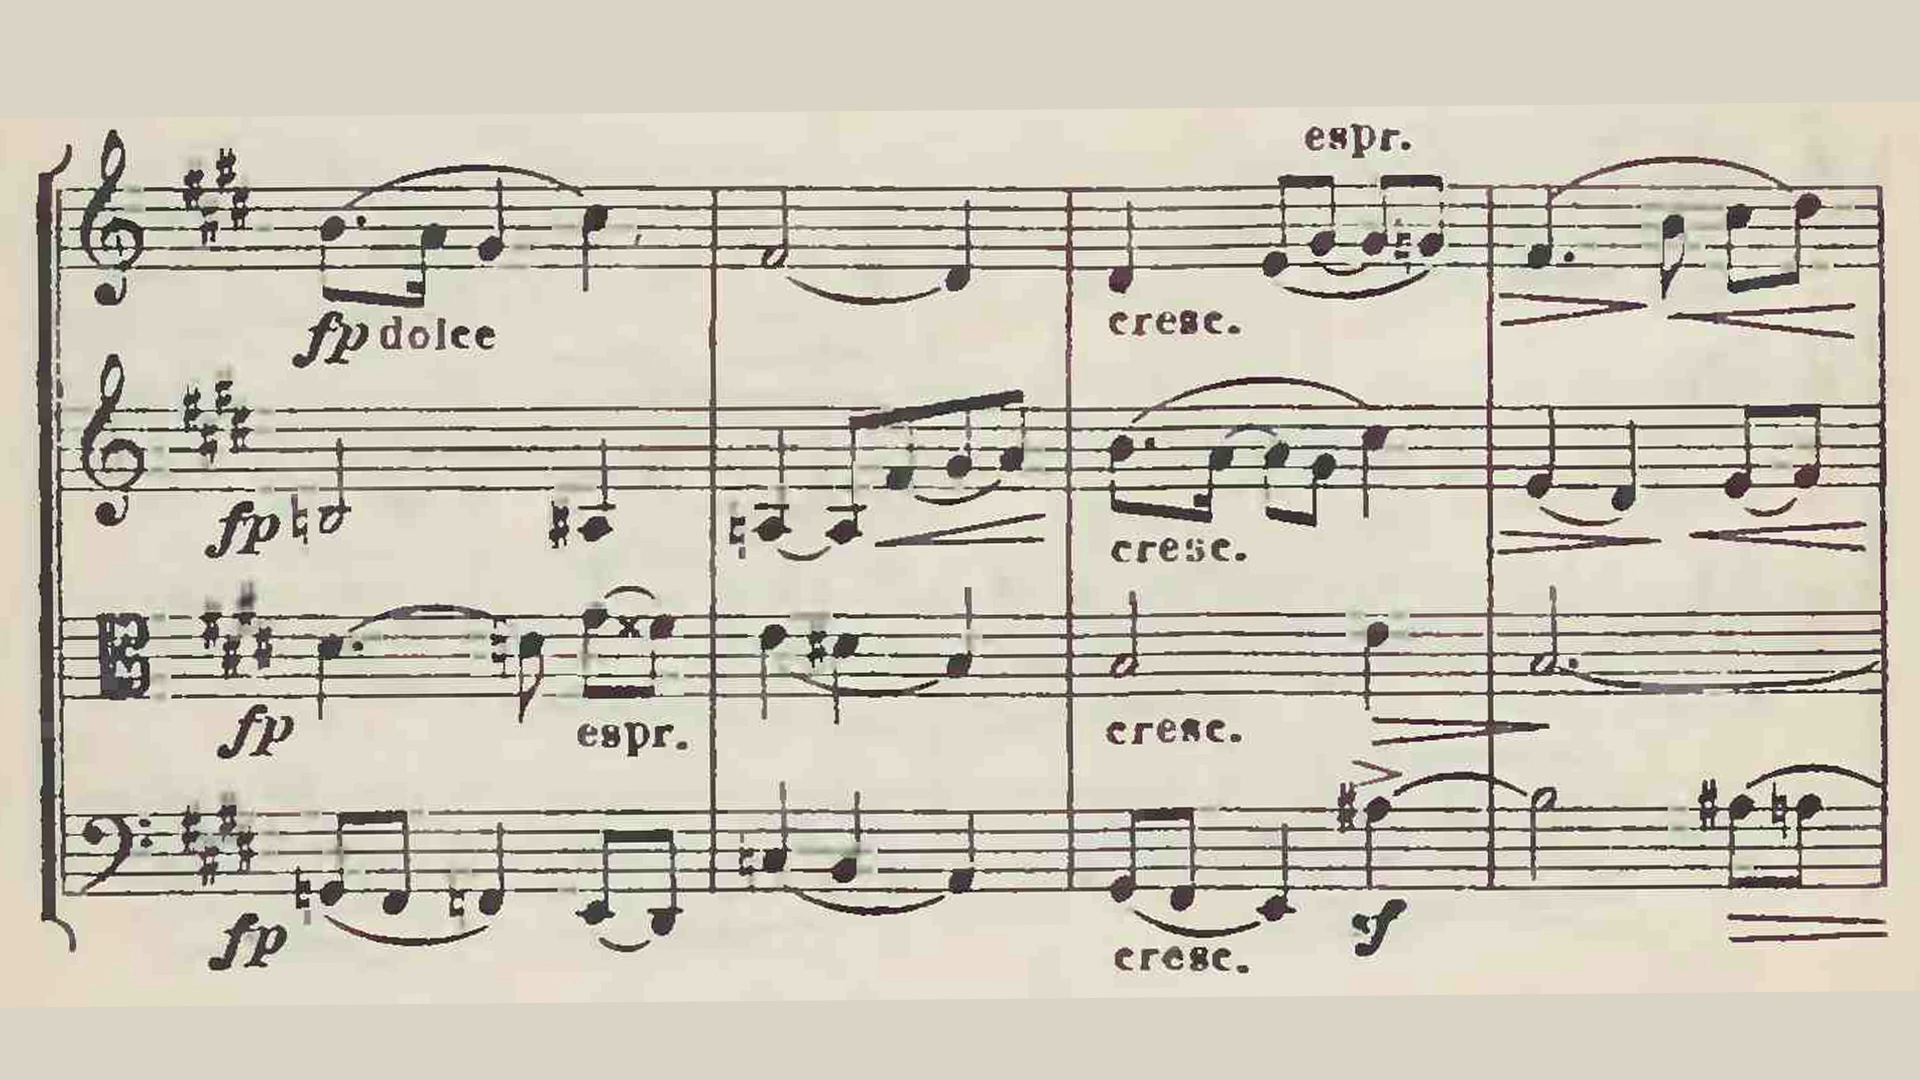 espr.
fp dolce
cresc.
fp
cresc.
fp
espr.
cresc.
fp
cresc.
sf